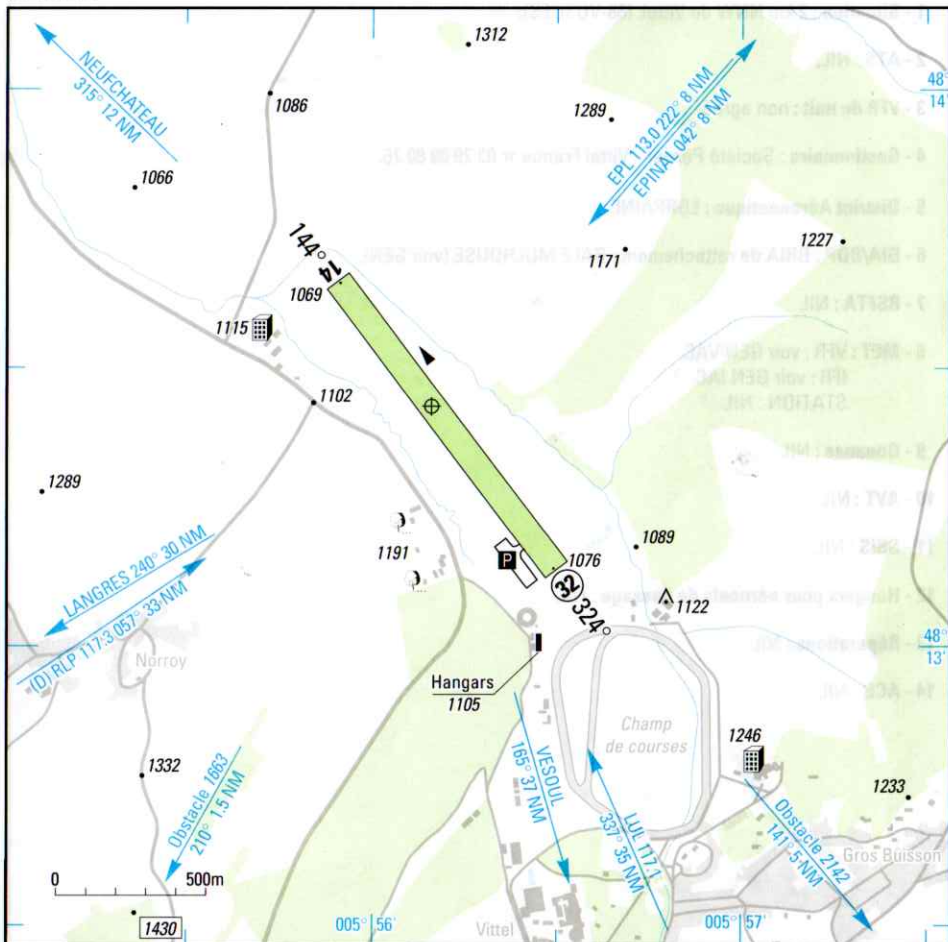 1312
NEUFCHATEAU
315° 12 NM
1086
48°
14'
1289
EPL 113.0 222° 8 NM
EPINAL 042° 8 NM
1066
1227
1171
144°
14
1069
1115
1102
1289
1191
P
1076
1089
32
324°
1122
LANGRES 240° 30 NM
(D) RLP 117.3 057° 33 NM
48°
13'
Norroy
Hangars
1105
Champ
de courses
1246
VESOUL
165° 37 NM
LUL 117.1
337° 35 NM
1332
Obstacle 1663
210° 1.5 NM
1233
Obstacle 2142
141° 5 NM
Gros Buisson
0 500m
1430
005° 56'
Vittel
005° 57'